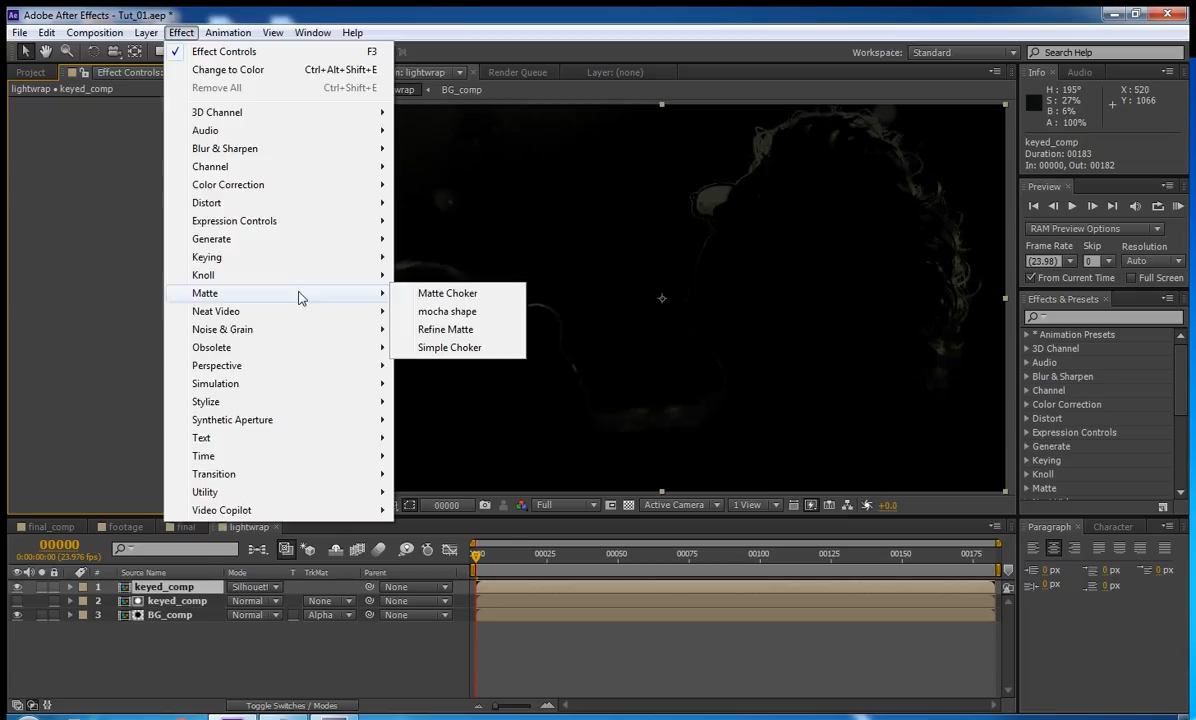 Adobe After Effects - Tut_01.aep *
File Edit Composition Layer Effect Animation View Window Help
Workspace: Standard Search Help
Effect Controls F3
Change to Color Ctrl+Alt+Shift+E
Remove All Ctrl+Shift+E
3D Channel
Audio
Blur & Sharpen
Channel
Color Correction
Distort
Expression Controls
Generate
Keying
Knoll
Matte
Neat Video
Noise & Grain
Obsolete
Perspective
Simulation
Stylize
Synthetic Aperture
Text
Time
Transition
Utility
Video Copilot
Matte Choker
mocha shape
Refine Matte
Simple Choker
Project Effect Controls:
lightwrap • keyed_comp
n: lightwrap Render Queue Layer: (none)
wrap BG_comp
00000 Full Active Camera 1 View +0.0
Info Audio
H : 195° X : 520
S : 27% Y : 1066
B : 6%
A : 100%
keyed_comp
Duration: 00183
In: 00000, Out: 00182
Preview
RAM Preview Options
Frame Rate Skip Resolution
(23.98) 0 Auto
From Current Time Full Screen
Effects & Presets
* Animation Presets
3D Channel
Audio
Blur & Sharpen
Channel
Color Correction
Distort
Expression Controls
Generate
Keying
Knoll
Matte
final_comp footage final lightwrap
00000
0:00:00:00 (23.976 fps)
00025 00050 00075 00100 00125 00150 00175
# Source Name Mode T TrkMat Parent
1 keyed_comp Silhouett None
2 keyed_comp Normal None None
3 BG_comp Normal Alpha None
Toggle Switches / Modes
Paragraph Character
0 px 0 px 0 px
0 px 0 px